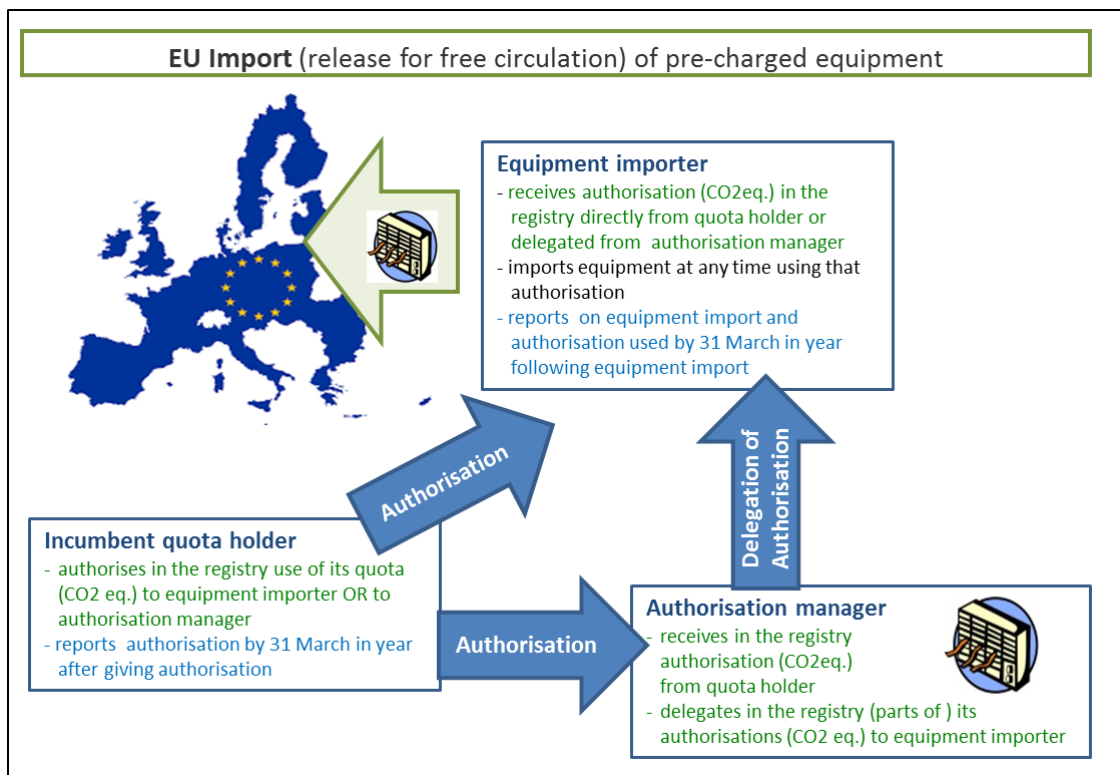 EU Import (release for free circulation) of pre-charged equipment
Equipment importer
- receives authorisation (CO2eq.) in the
registry directly from quota holder or
delegated from authorisation manager
- imports equipment at any time using that
authorisation
- reports on equipment import and
authorisation used by 31 March in year
following equipment import
Authorisation
Delegation of
Authorisation
Incumbent quota holder
- authorises in the registry use of its quota
(CO2 eq.) to equipment importer OR to
authorisation manager
- reports authorisation by 31 March in year
after giving authorisation
Authorisation
Authorisation manager
- receives in the registry
authorisation (CO2eq.)
from quota holder
- delegates in the registry (parts of ) its
authorisations (CO2 eq.) to equipment importer